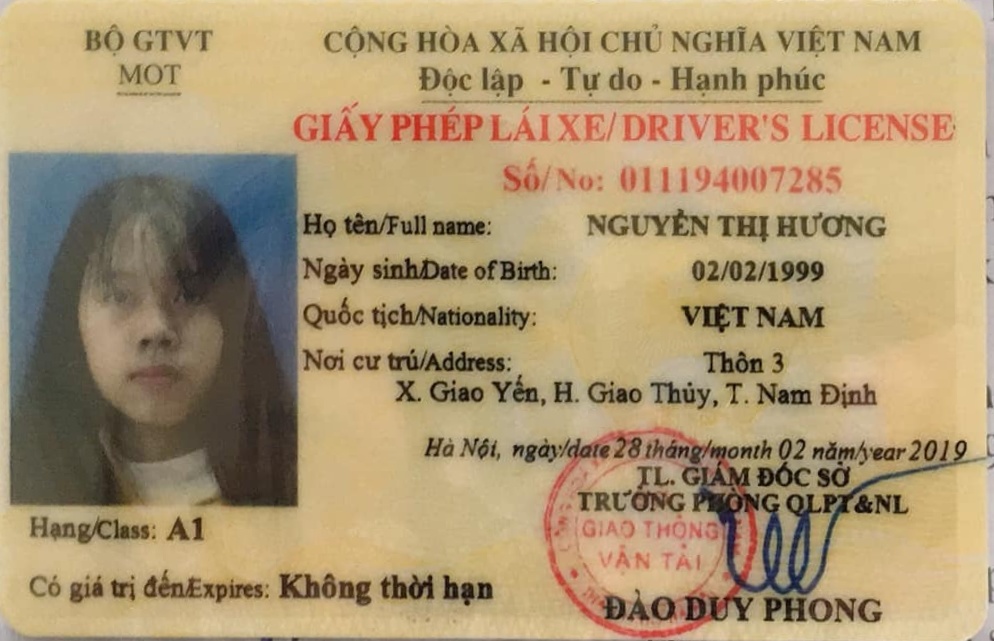 BỘ GTVT
MOT
CỘNG HÒA XÃ HỘI CHỦ NGHĨA VIỆT NAM
Độc lập - Tự do - Hạnh phúc
GIẤY PHÉP LÁI XE/ DRIVER'S LICENSE
Số/ No: 011194007285
Họ tên/Full name: NGUYỄN THỊ HƯƠNG
Ngày sinh/Date of Birth: 02/02/1999
Quốc tịch/Nationality: VIỆT NAM
Nơi cư trú/Address: Thôn 3
X. Giao Yến, H. Giao Thủy, T. Nam Định
Hà Nội, ngày/date 28 tháng/month 02 năm/year 2019
TL. GIÁM ĐỐC SỞ
TRƯỞNG PHÒNG QLPT&NL
GIAO THÔNG
VẬN TẢI
ĐÀO DUY PHONG
Hạng/Class: A1
Có giá trị đến/Expires: Không thời hạn